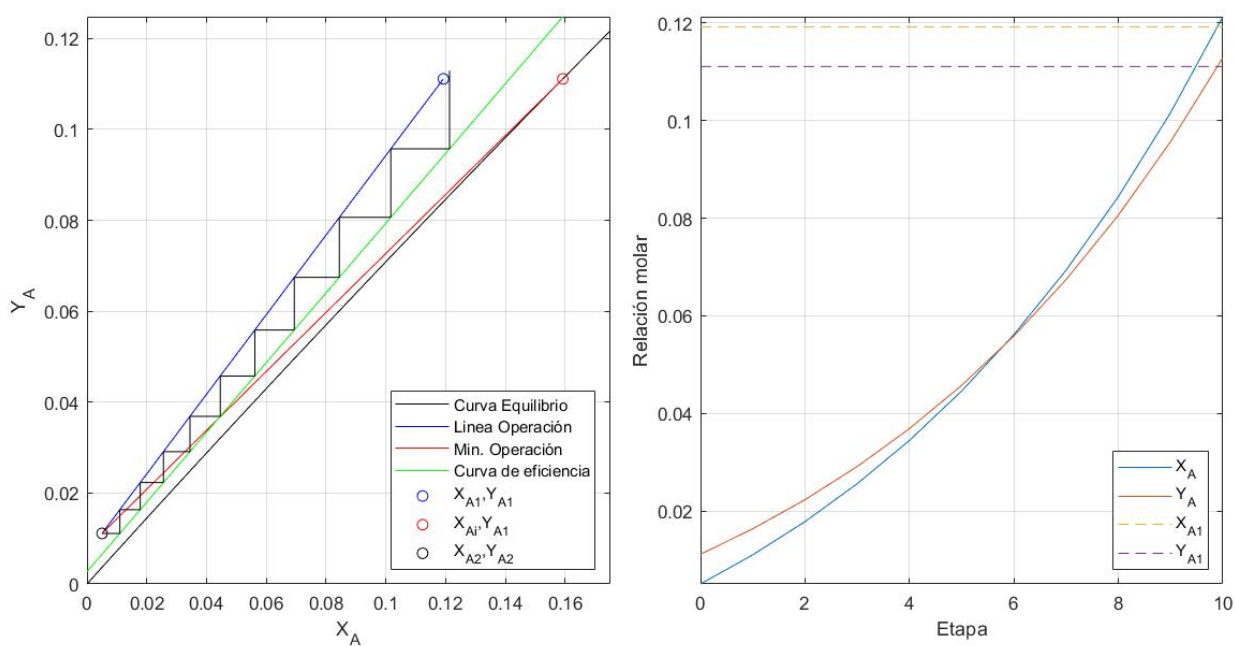 0.12
0.1
0.08
0.06
0.04
0.02
0
Y_A
0 0.02 0.04 0.06 0.08 0.1 0.12 0.14 0.16
X_A
Curva Equilibrio
Linea Operación
Min. Operación
Curva de eficiencia
X_A1,Y_A1
X_Ai,Y_A1
X_A2,Y_A2
0.12
0.1
0.08
0.06
0.04
0.02
Relación molar
0 2 4 6 8 10
Etapa
X_A
Y_A
X_A1
Y_A1